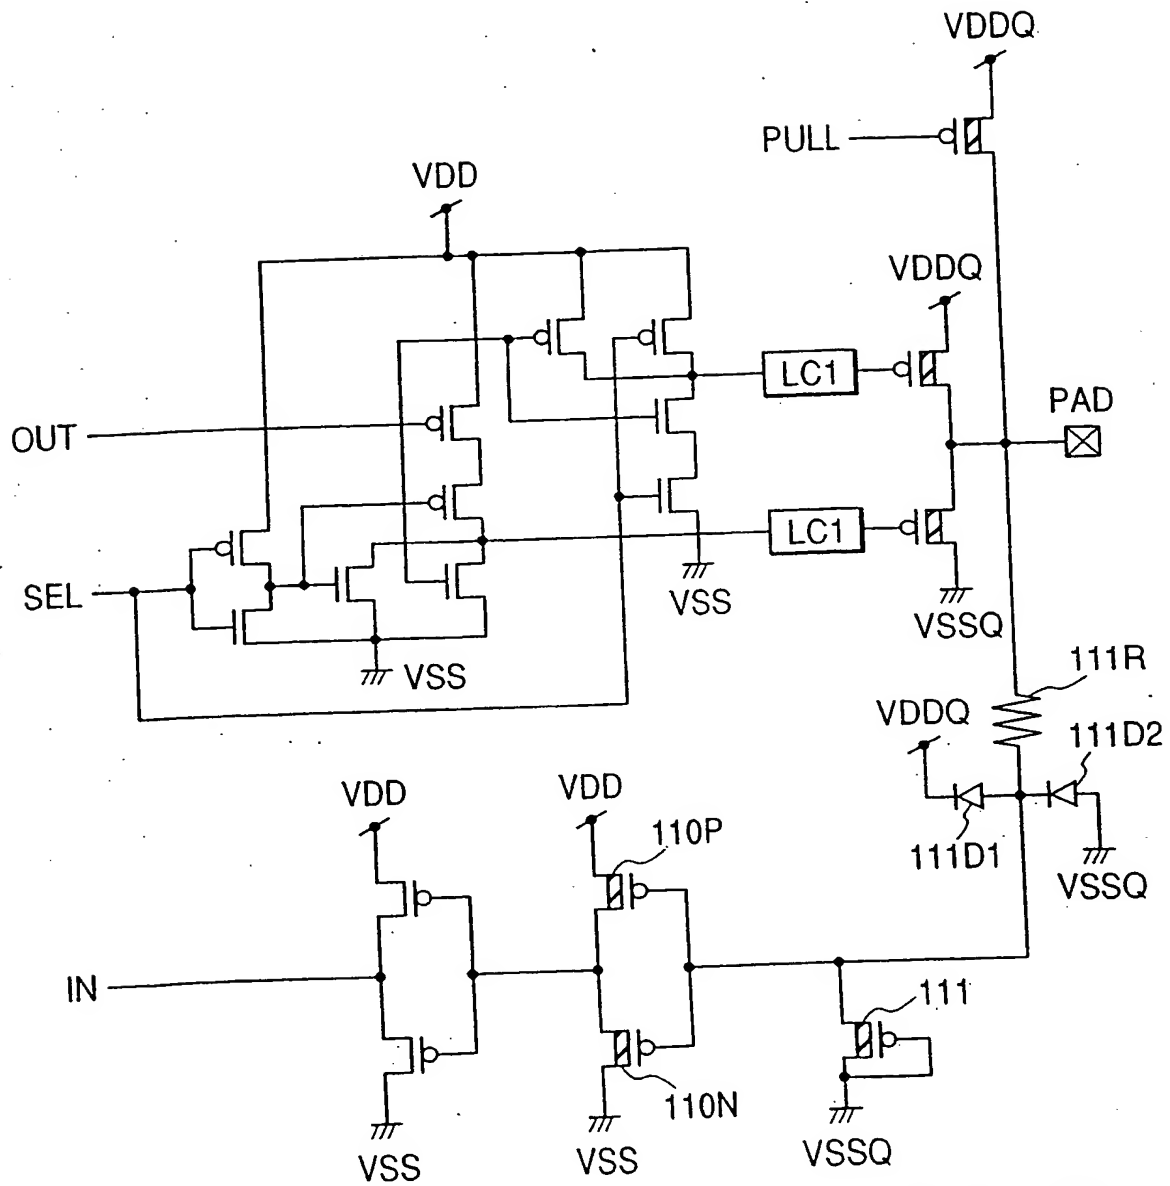 VDDQ
PULL
VDD
VDDQ
LC1
PAD
OUT
LC1
SEL
VSS
VSSQ
VSS
111R
VDDQ
111D2
VDD
VDD
110P
111D1
VSSQ
IN
111
110N
VSS
VSS
VSSQ